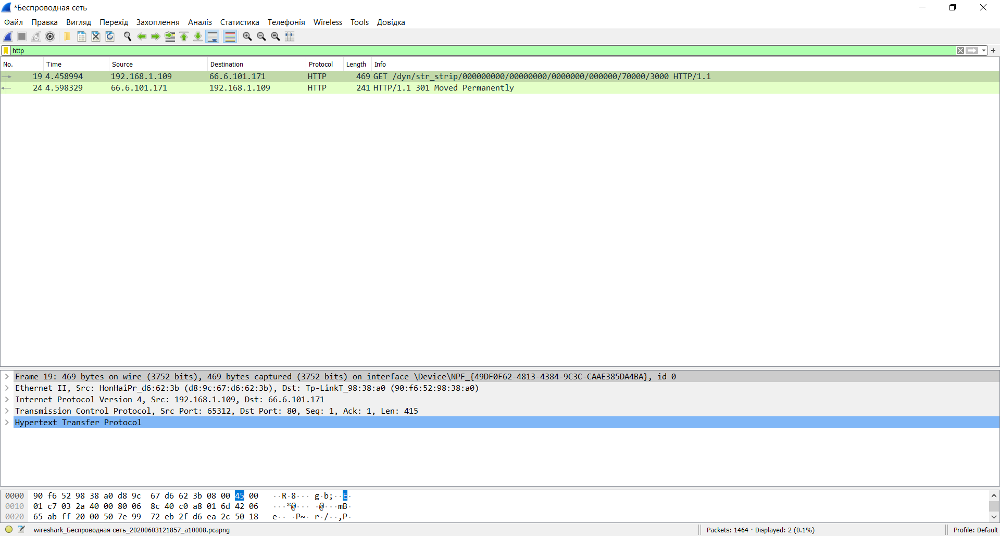 *Беспроводная сеть
Файл Правка Вигляд Перехід Захоплення Аналіз Статистика Телефонія Wireless Tools Довідка
http
No. Time Source Destination Protocol Length Info
19 4.458994 192.168.1.109 66.6.101.171 HTTP 469 GET /dyn/str_strip/000000000/00000000/0000000/000000/70000/3000 HTTP/1.1
24 4.598329 66.6.101.171 192.168.1.109 HTTP 241 HTTP/1.1 301 Moved Permanently
Frame 19: 469 bytes on wire (3752 bits), 469 bytes captured (3752 bits) on interface \Device\NPF_{49DF0F62-4813-4384-9C3C-CAAE385DA4BA}, id 0
Ethernet II, Src: HonHaiPr_d6:62:3b (d8:9c:67:d6:62:3b), Dst: Tp-LinkT_98:38:a0 (90:f6:52:98:38:a0)
Internet Protocol Version 4, Src: 192.168.1.109, Dst: 66.6.101.171
Transmission Control Protocol, Src Port: 65312, Dst Port: 80, Seq: 1, Ack: 1, Len: 415
Hypertext Transfer Protocol
0000 90 f6 52 98 38 a0 d8 9c 67 d6 62 3b 08 00 45 00 ··R·8··· g·b;··E·
0010 01 c7 03 2a 40 00 80 06 8c 40 c0 a8 01 6d 42 06 ···*@··· ·@···mB·
0020 65 ab ff 20 00 50 7e 99 72 eb 2f d6 ea 2c 50 18 e·· ·P~· r·/··,P·
wireshark_Беспроводная сеть_20200603121857_a10008.pcapng Packets: 1464 · Displayed: 2 (0.1%) Profile: Default